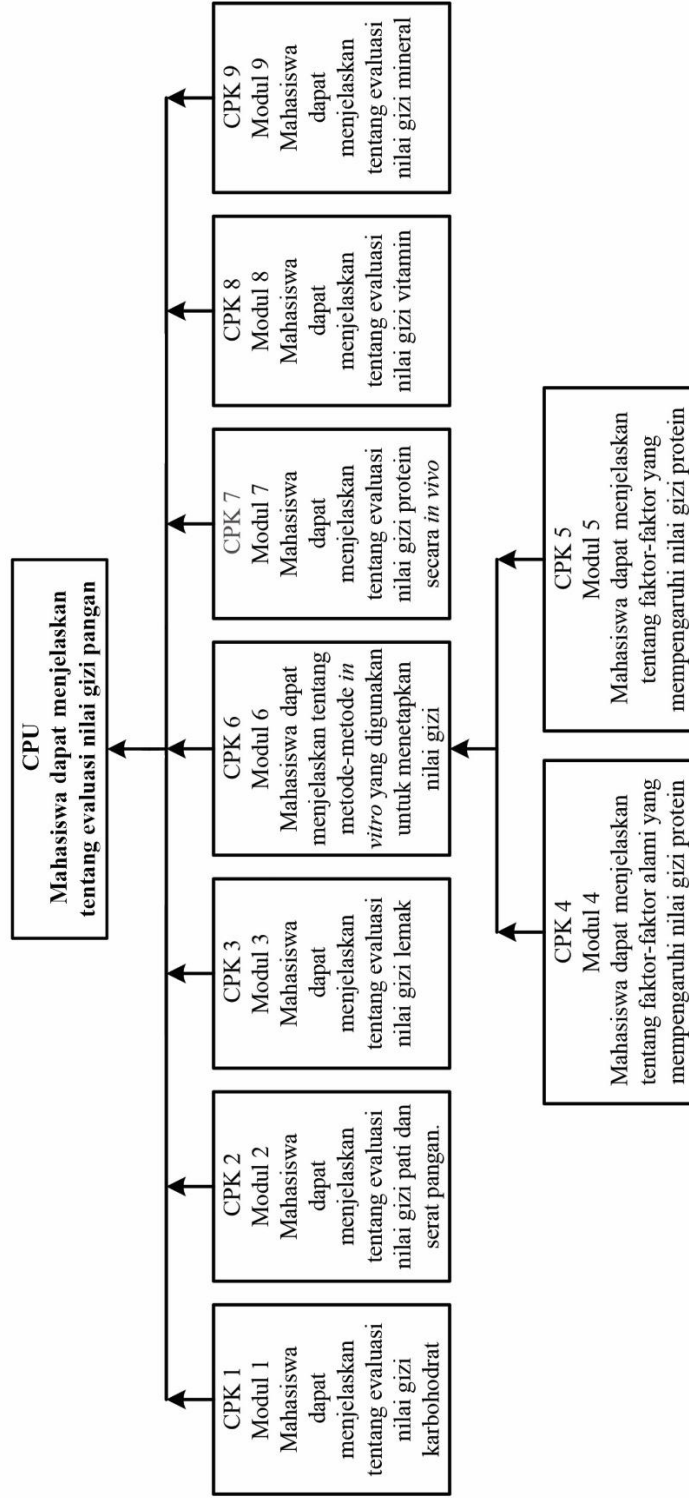 CPU
Mahasiswa dapat menjelaskan
tentang evaluasi nilai gizi pangan
CPK 1
Modul 1
Mahasiswa
dapat
menjelaskan
tentang evaluasi
nilai gizi
karbohodrat
CPK 2
Modul 2
Mahasiswa
dapat
menjelaskan
tentang evaluasi
nilai gizi pati dan
serat pangan.
CPK 3
Modul 3
Mahasiswa
dapat
menjelaskan
tentang evaluasi
nilai gizi lemak
CPK 6
Modul 6
Mahasiswa dapat
menjelaskan tentang
metode-metode in
vitro yang digunakan
untuk menetapkan
nilai gizi
CPK 7
Modul 7
Mahasiswa
dapat
menjelaskan
tentang evaluasi
nilai gizi protein
secara in vivo
CPK 8
Modul 8
Mahasiswa
dapat
menjelaskan
tentang evaluasi
nilai gizi vitamin
CPK 9
Modul 9
Mahasiswa
dapat
menjelaskan
tentang evaluasi
nilai gizi mineral
CPK 4
Modul 4
Mahasiswa dapat menjelaskan
tentang faktor-faktor alami yang
mempengaruhi nilai gizi protein
CPK 5
Modul 5
Mahasiswa dapat menjelaskan
tentang faktor-faktor yang
mempengaruhi nilai gizi protein